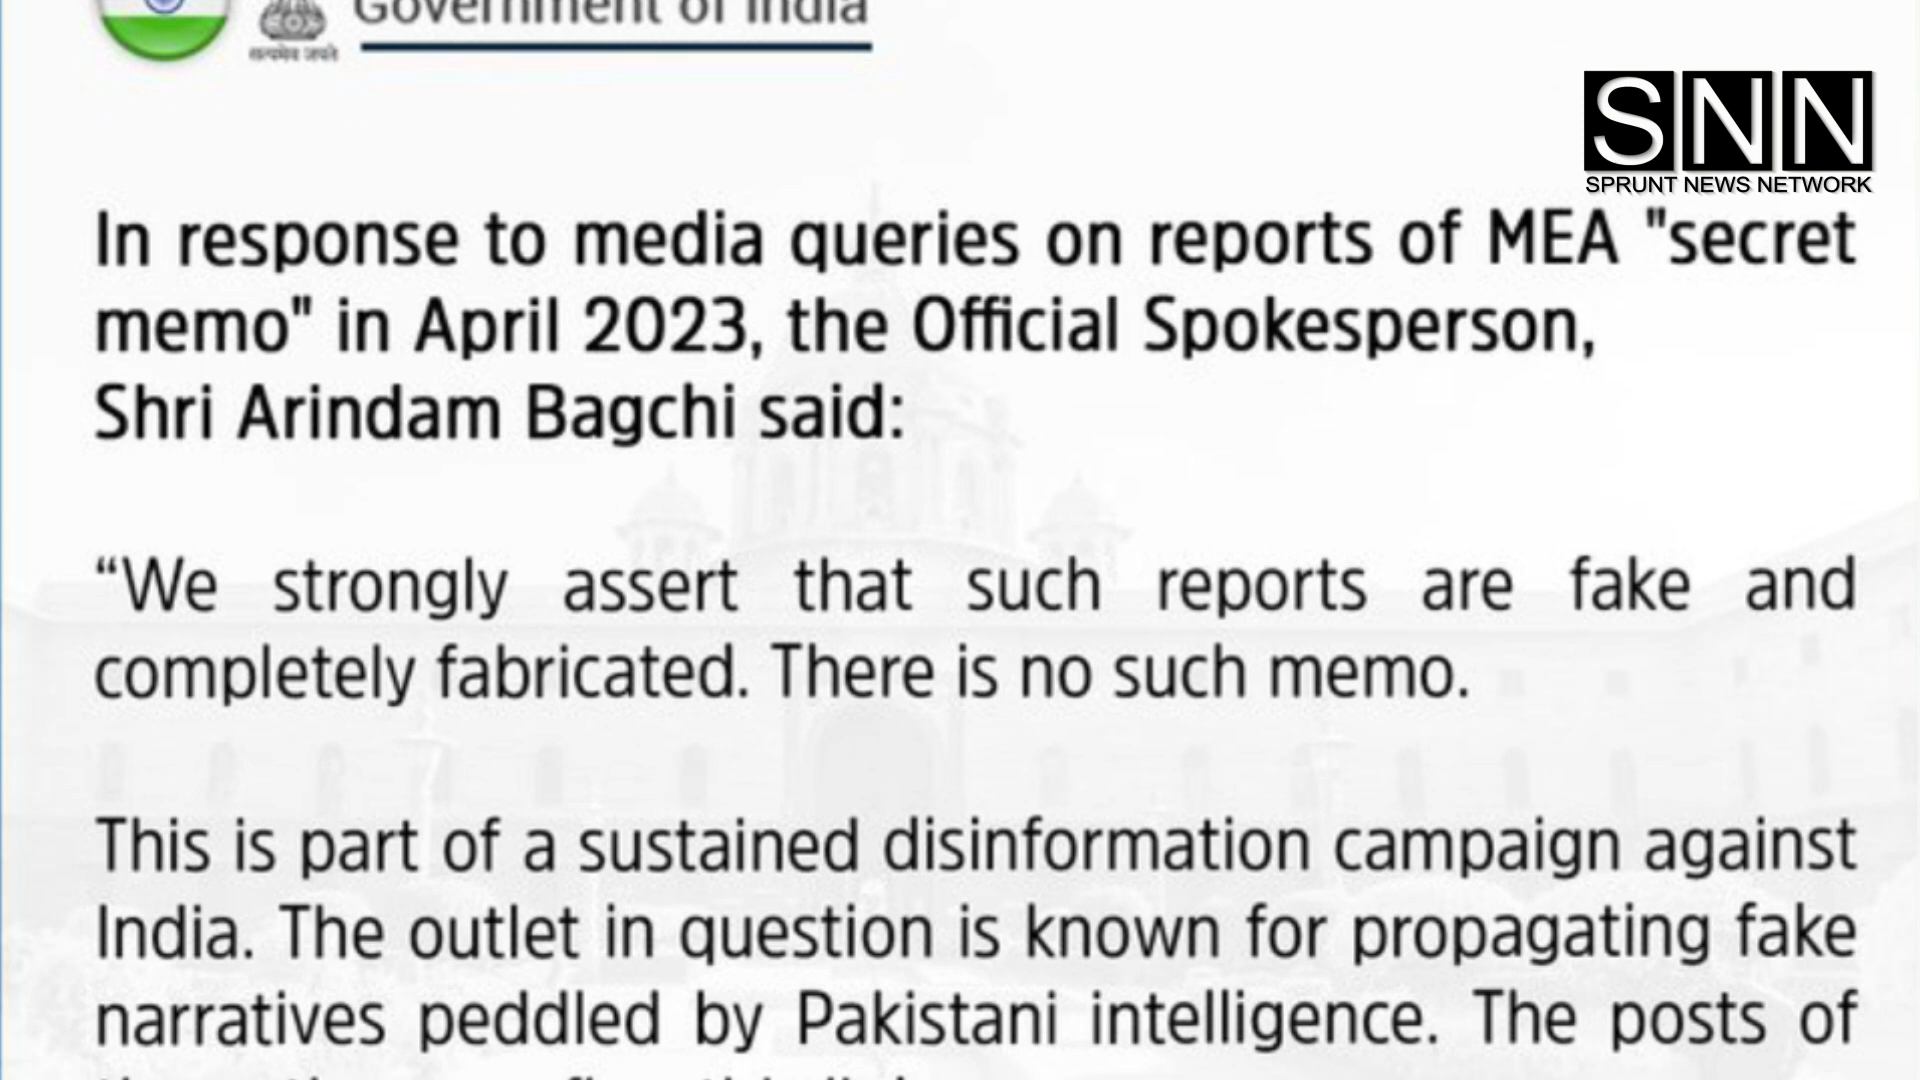 Government of India
सत्यमेव जयते
SNN
SPRUNT NEWS NETWORK
In response to media queries on reports of MEA "secret
memo" in April 2023, the Official Spokesperson,
Shri Arindam Bagchi said:
“We strongly assert that such reports are fake and
completely fabricated. There is no such memo.
This is part of a sustained disinformation campaign against
India. The outlet in question is known for propagating fake
narratives peddled by Pakistani intelligence. The posts of